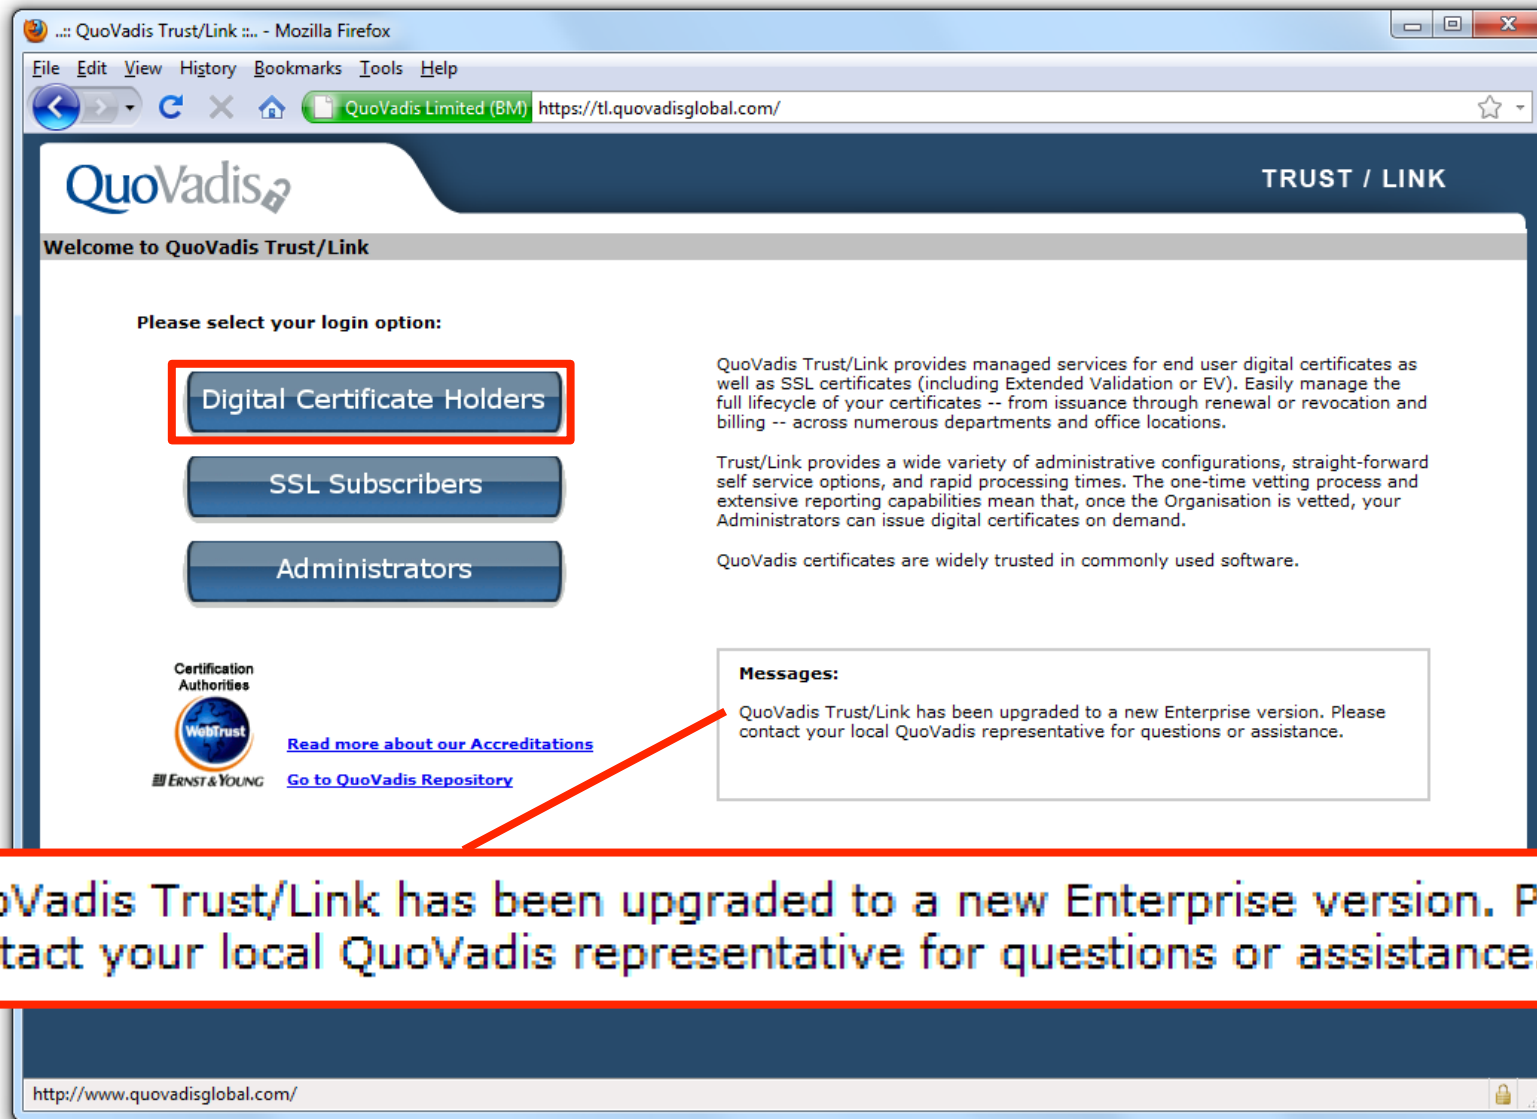 ..:: QuoVadis Trust/Link ::.. - Mozilla Firefox
File Edit View History Bookmarks Tools Help
QuoVadis Limited (BM) https://tl.quovadisglobal.com/
QuoVadis
TRUST / LINK
Welcome to QuoVadis Trust/Link
Please select your login option:
Digital Certificate Holders
SSL Subscribers
Administrators
QuoVadis Trust/Link provides managed services for end user digital certificates as
well as SSL certificates (including Extended Validation or EV). Easily manage the
full lifecycle of your certificates -- from issuance through renewal or revocation and
billing -- across numerous departments and office locations.
Trust/Link provides a wide variety of administrative configurations, straight-forward
self service options, and rapid processing times. The one-time vetting process and
extensive reporting capabilities mean that, once the Organisation is vetted, your
Administrators can issue digital certificates on demand.
QuoVadis certificates are widely trusted in commonly used software.
Certification
Authorities
WebTrust
ERNST & YOUNG
Read more about our Accreditations
Go to QuoVadis Repository
Messages:
QuoVadis Trust/Link has been upgraded to a new Enterprise version. Please
contact your local QuoVadis representative for questions or assistance.
oVadis Trust/Link has been upgraded to a new Enterprise version. P
tact your local QuoVadis representative for questions or assistance.
http://www.quovadisglobal.com/